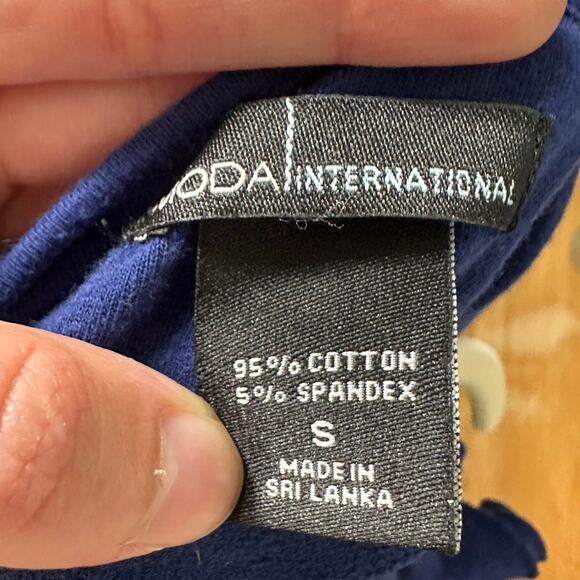 MODA INTERNATIONAL
95% COTTON
5% SPANDEX
S
MADE IN
SRI LANKA